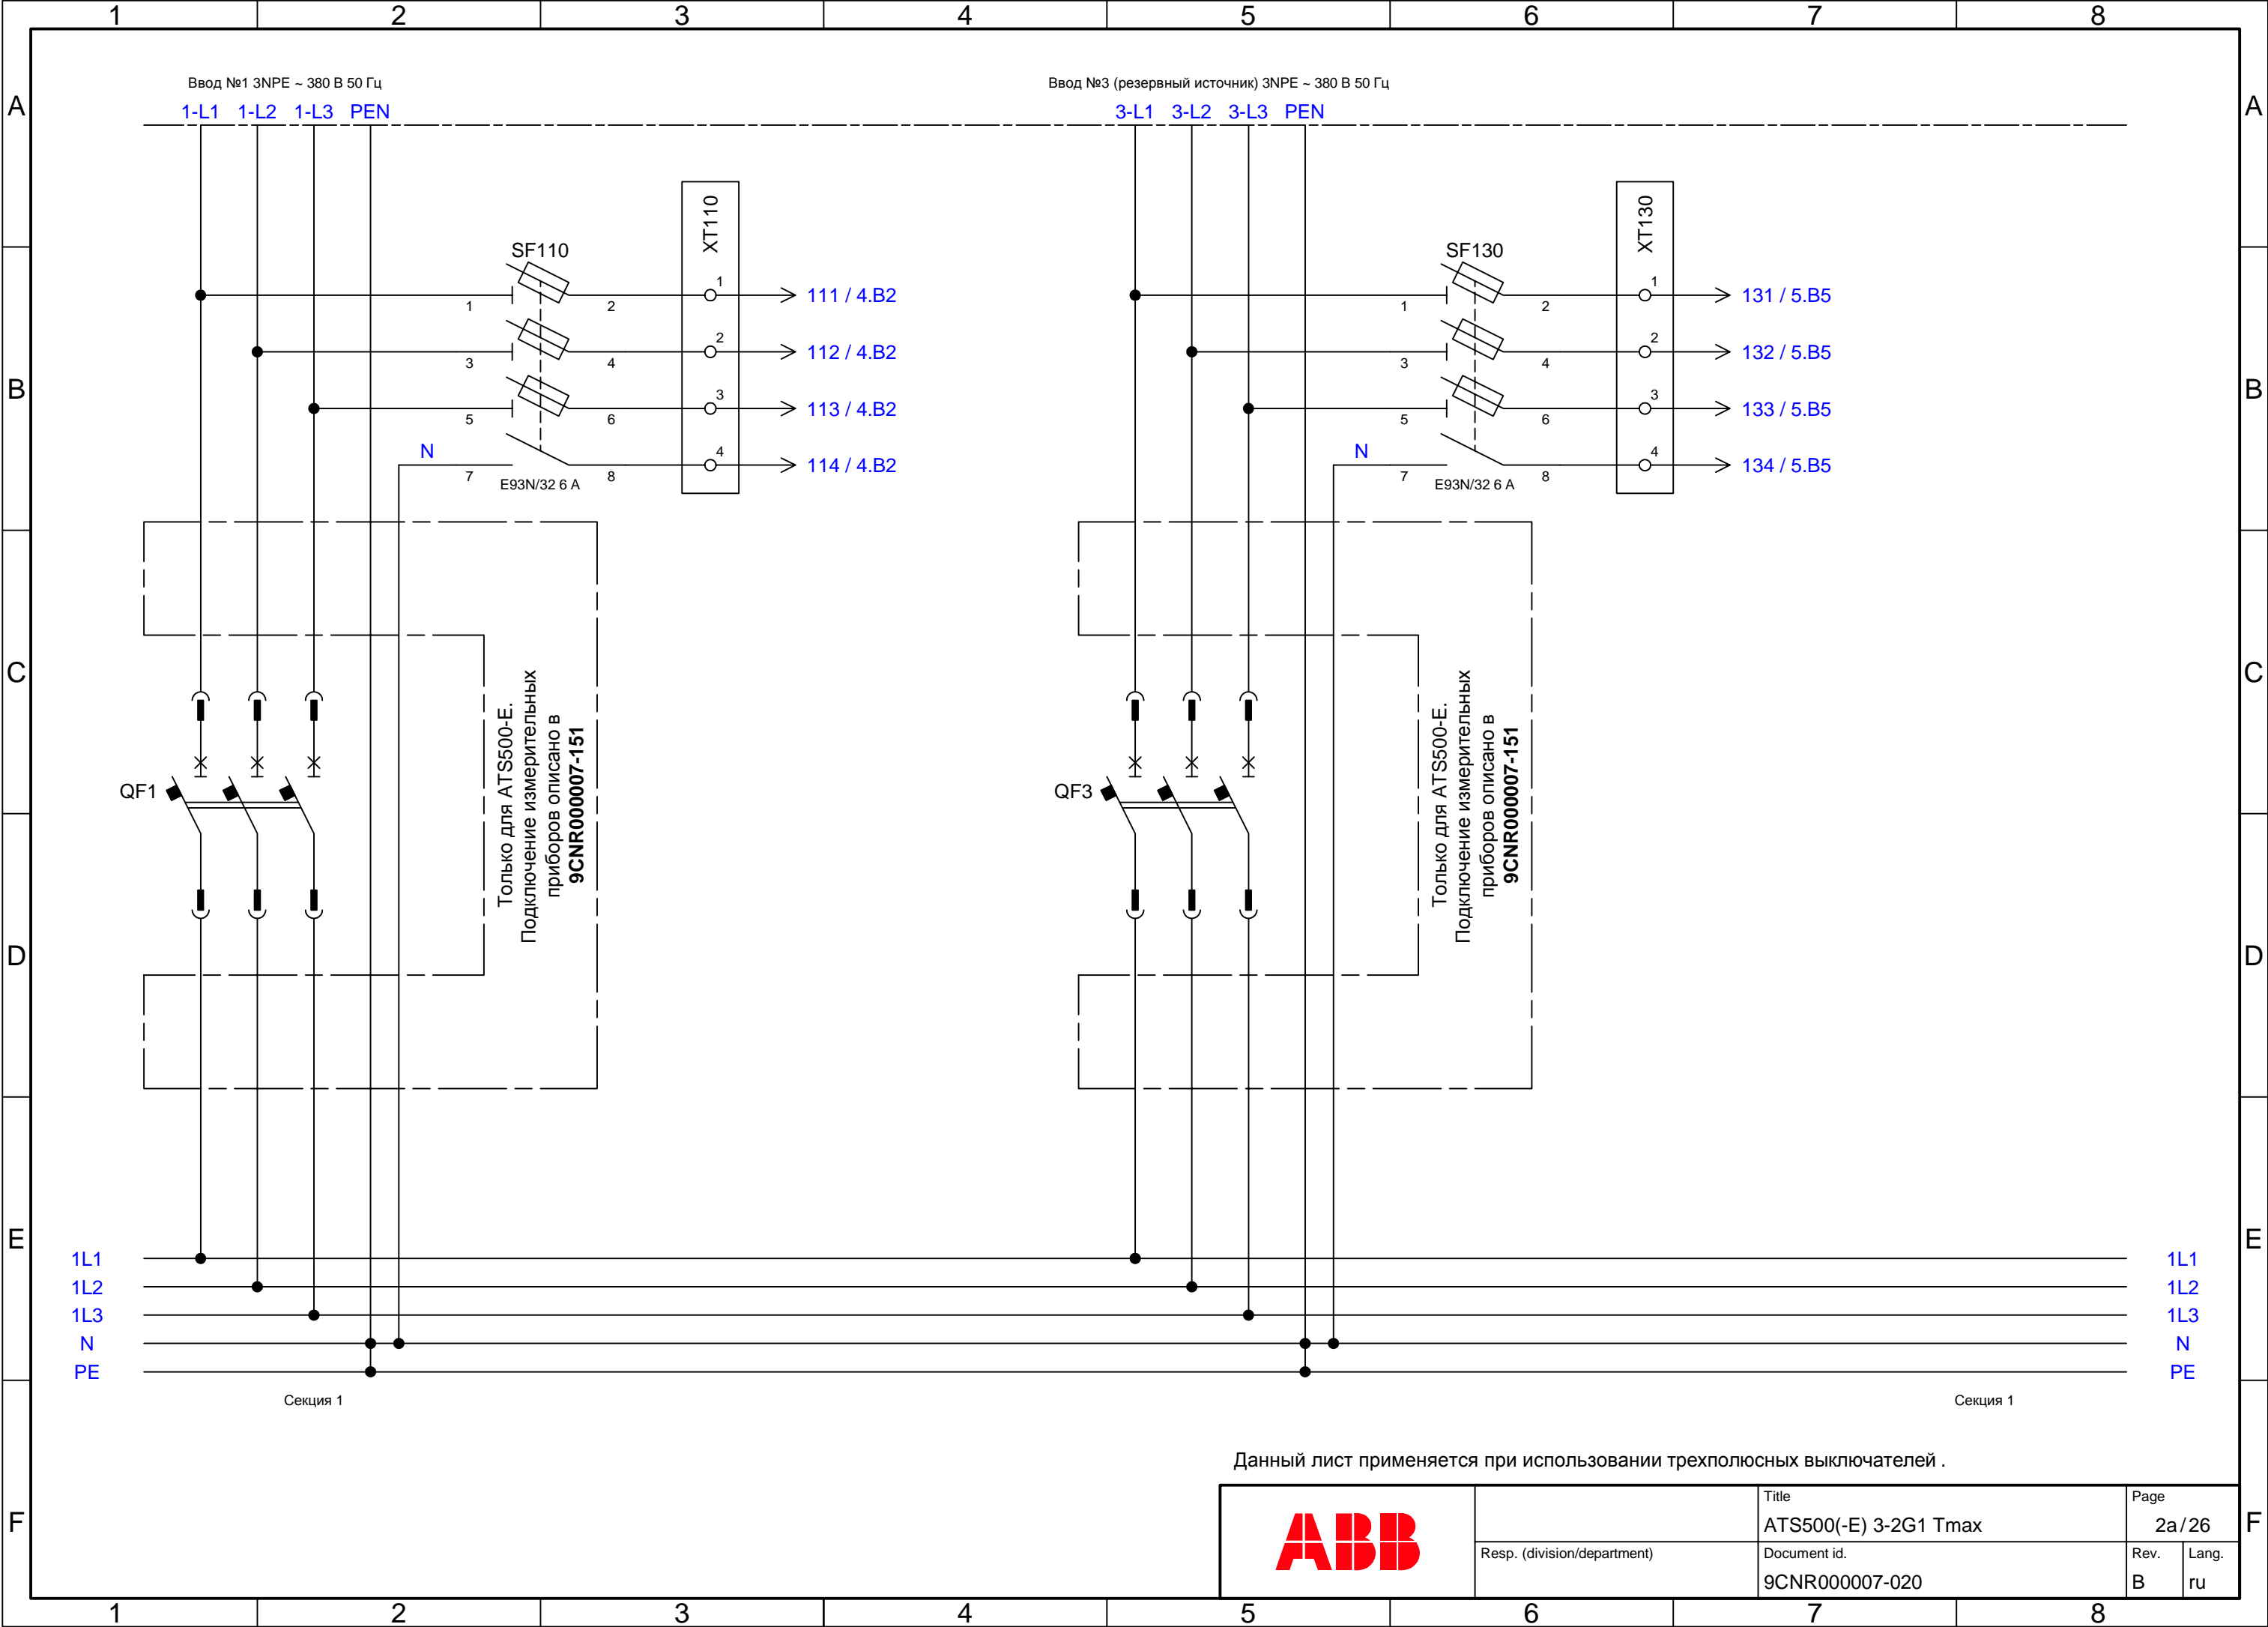 1 2 3 4 5 6 7 8
A A
B B
C C
D D
E E
F F
Ввод №1 3NPE ~ 380 В 50 Гц
1-L1 1-L2 1-L3 PEN
Ввод №3 (резервный источник) 3NPE ~ 380 В 50 Гц
3-L1 3-L2 3-L3 PEN
SF110
XT110
1 2 1 111 / 4.B2
3 4 2 112 / 4.B2
5 6 3 113 / 4.B2
N 7 8 4 114 / 4.B2
E93N/32 6 A
SF130
XT130
1 2 1 131 / 5.B5
3 4 2 132 / 5.B5
5 6 3 133 / 5.B5
N 7 8 4 134 / 5.B5
E93N/32 6 A
QF1
Только для ATS500-E.
Подключение измерительных
приборов описано в
9CNR000007-151
QF3
Только для ATS500-E.
Подключение измерительных
приборов описано в
9CNR000007-151
1L1 1L1
1L2 1L2
1L3 1L3
N N
PE PE
Секция 1 Секция 1
Данный лист применяется при использовании трехполюсных выключателей .
ABB
Resp. (division/department)
Title
ATS500(-E) 3-2G1 Tmax
Document id.
9CNR000007-020
Page
2a/26
Rev. Lang.
B ru
1 2 3 4 5 6 7 8